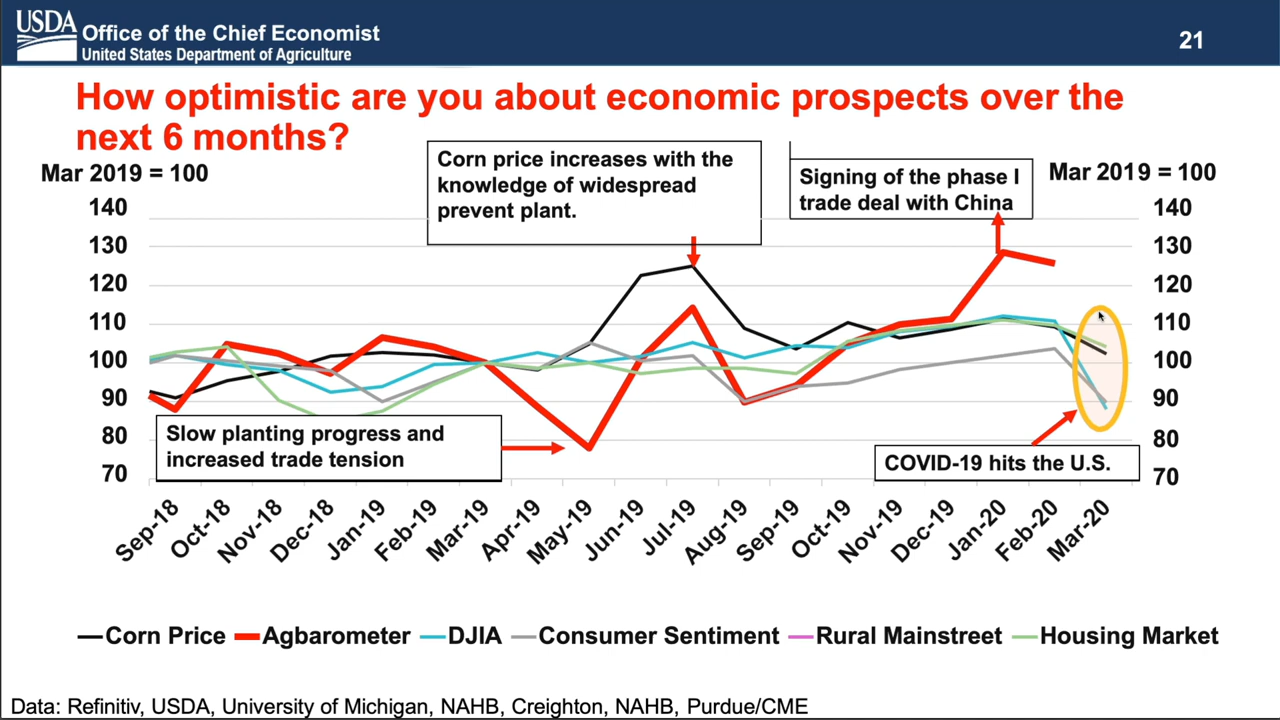 USDA
Office of the Chief Economist
United States Department of Agriculture
21
How optimistic are you about economic prospects over the
next 6 months?
Mar 2019 = 100
Mar 2019 = 100
Corn price increases with the
knowledge of widespread
prevent plant.
Signing of the phase I
trade deal with China
140
130
120
110
100
90
80
70
140
130
120
110
100
90
80
70
Slow planting progress and
increased trade tension
COVID-19 hits the U.S.
Sep-18
Oct-18
Nov-18
Dec-18
Jan-19
Feb-19
Mar-19
Apr-19
May-19
Jun-19
Jul-19
Aug-19
Sep-19
Oct-19
Nov-19
Dec-19
Jan-20
Feb-20
Mar-20
Corn Price Agbarometer DJIA Consumer Sentiment Rural Mainstreet Housing Market
Data: Refinitiv, USDA, University of Michigan, NAHB, Creighton, NAHB, Purdue/CME